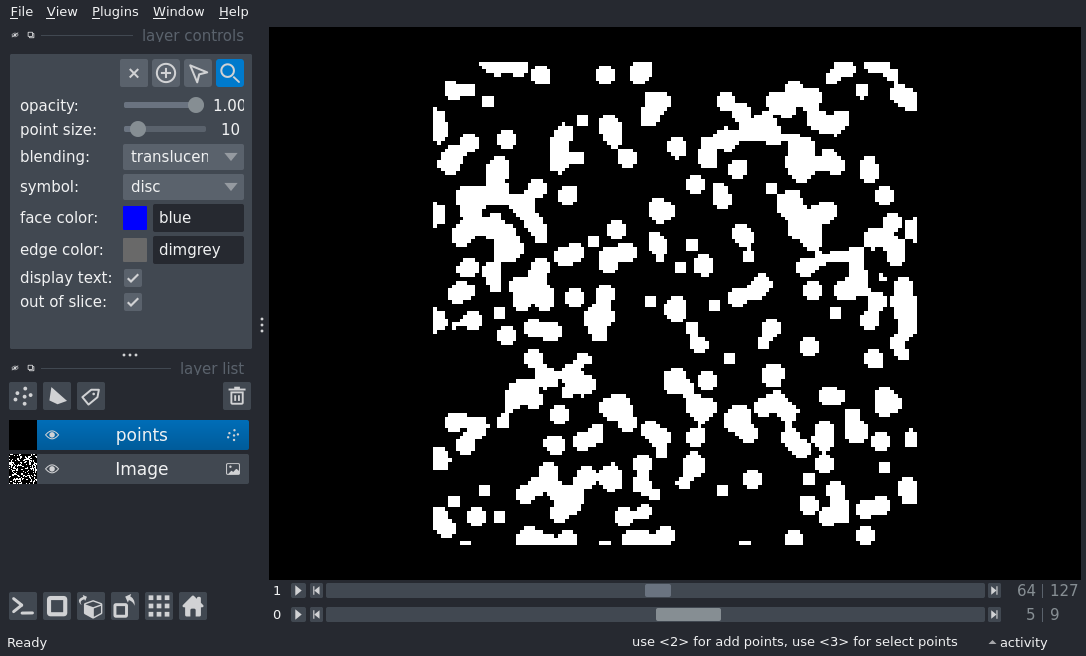 File View Plugins Window Help
layer controls
opacity: 1.00
point size: 10
blending: translucen
symbol: disc
face color: blue
edge color: dimgrey
display text:
out of slice:
layer list
points
Image
1 64 127
0 5 9
Ready use <2> for add points, use <3> for select points activity